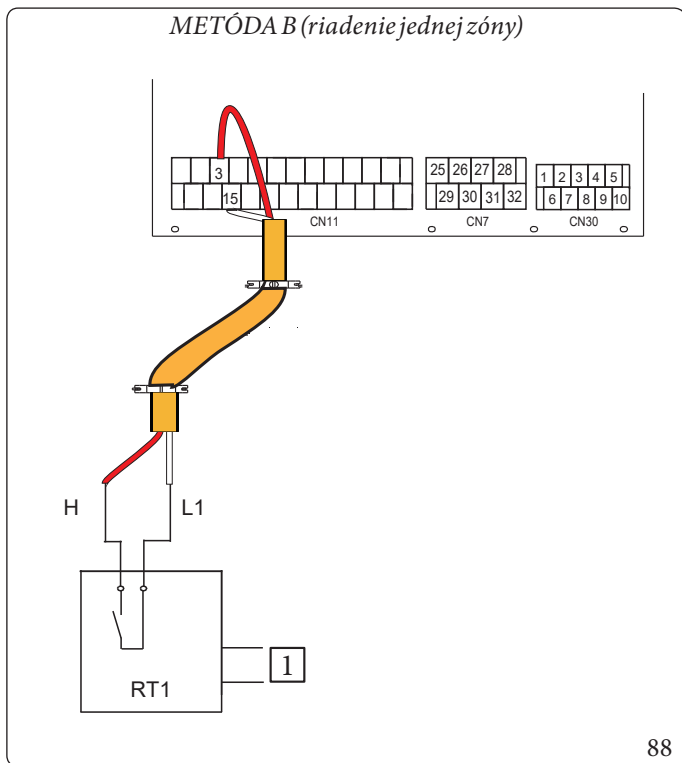 METÓDA B (riadenie jednej zóny)
3
25 26 27 28
1 2 3 4 5
15
29 30 31 32
6 7 8 9 10
CN11
CN7
CN30
H
L1
1
RT1
88